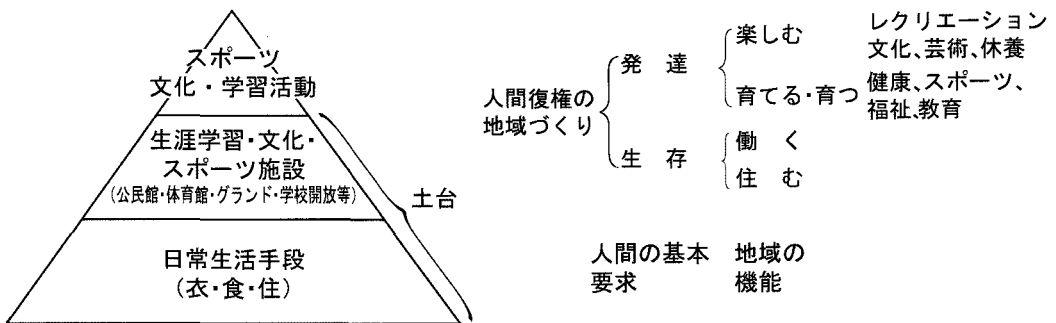 スポーツ
文化・学習活動
生涯学習・文化・
スポーツ施設
(公民館・体育館・グランド・学校開放等)
日常生活手段
(衣・食・住)
土台
人間復権の
地域づくり
発達
楽しむ
レクリエーション
文化、芸術、休養
育てる・育つ
健康、スポーツ、
福祉、教育
生存
働く
住む
人間の基本
要求
地域の
機能